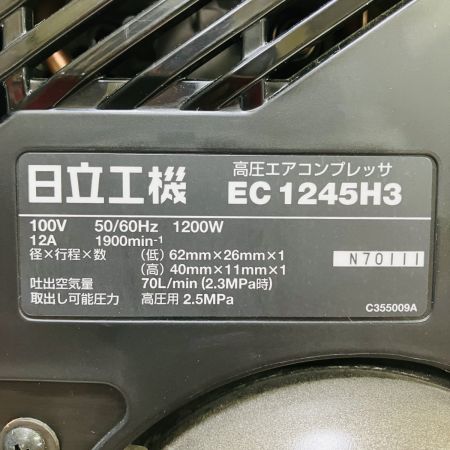 日立工機
高圧エアコンプレッサ
EC 1245H3
100V 50/60Hz 1200W
12A 1900min-¹
径×行程×数 (低) 62mm×26mm×1
(高) 40mm×11mm×1
吐出空気量 70L/min (2.3MPa時)
取出し可能圧力 高圧用 2.5MPa
N70111
C355009A